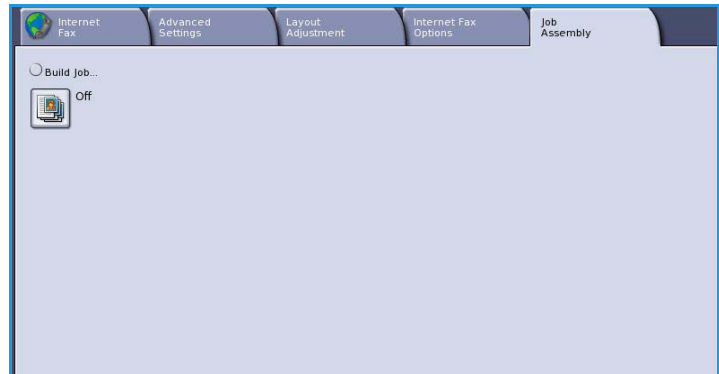 Internet
Fax
Advanced
Settings
Layout
Adjustment
Internet Fax
Options
Job
Assembly
Build Job...
Off